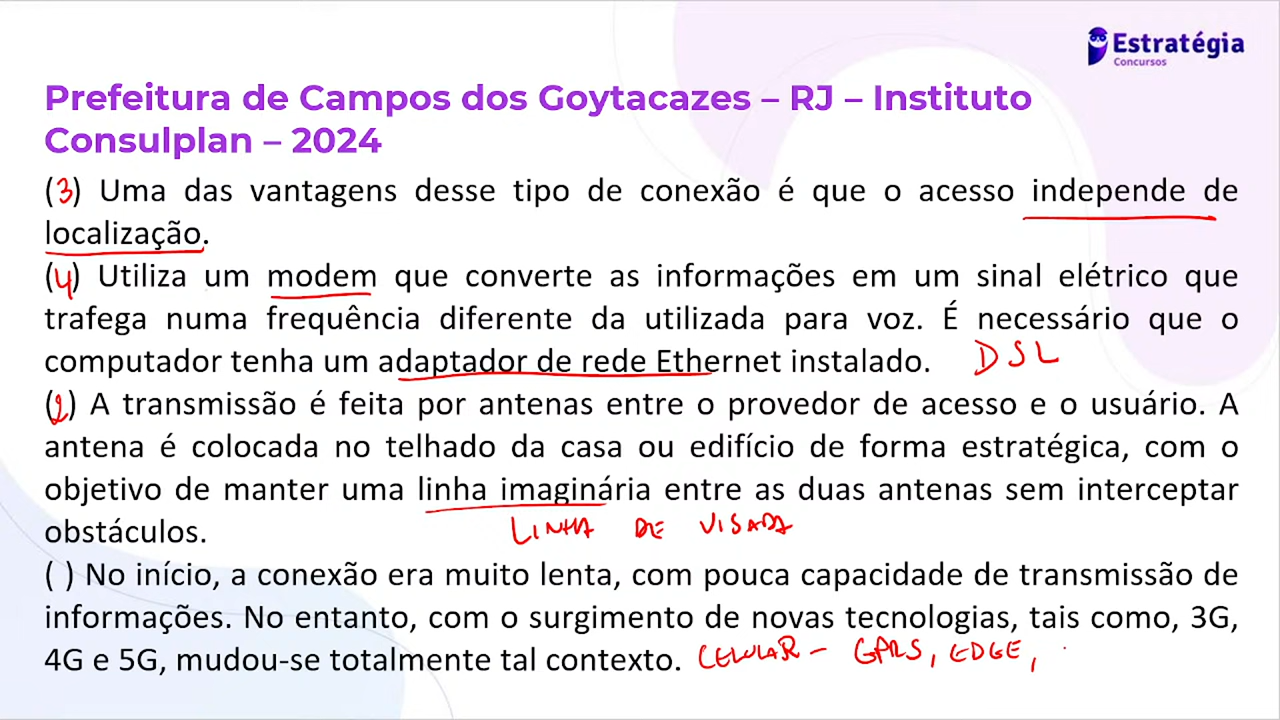 Estratégia
Concursos
Prefeitura de Campos dos Goytacazes – RJ – Instituto
Consulplan – 2024
(3) Uma das vantagens desse tipo de conexão é que o acesso independe de
localização.
(4) Utiliza um modem que converte as informações em um sinal elétrico que
trafega numa frequência diferente da utilizada para voz. É necessário que o
computador tenha um adaptador de rede Ethernet instalado. DSL
(2) A transmissão é feita por antenas entre o provedor de acesso e o usuário. A
antena é colocada no telhado da casa ou edifício de forma estratégica, com o
objetivo de manter uma linha imaginária entre as duas antenas sem interceptar
obstáculos. LINHA DE VISADA
( ) No início, a conexão era muito lenta, com pouca capacidade de transmissão de
informações. No entanto, com o surgimento de novas tecnologias, tais como, 3G,
4G e 5G, mudou-se totalmente tal contexto. CELULAR – GPRS, EDGE,